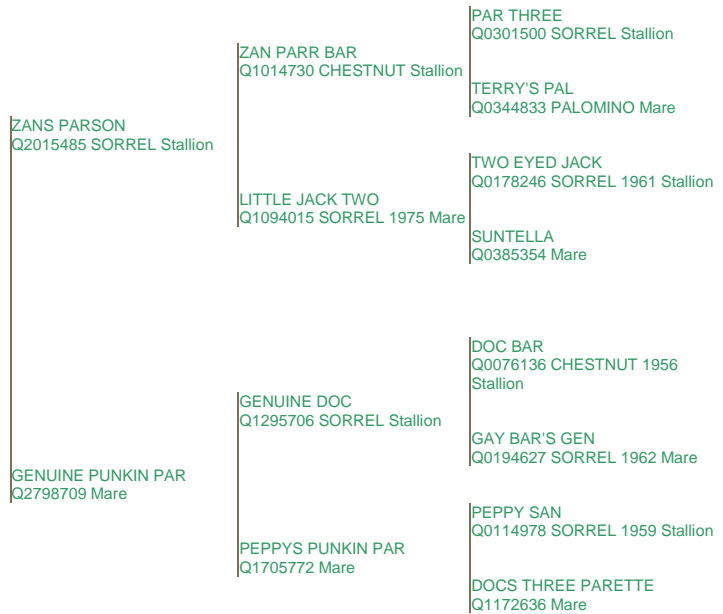 PAR THREE
Q0301500 SORREL Stallion
ZAN PARR BAR
Q1014730 CHESTNUT Stallion
TERRY'S PAL
Q0344833 PALOMINO Mare
ZANS PARSON
Q2015485 SORREL Stallion
TWO EYED JACK
Q0178246 SORREL 1961 Stallion
LITTLE JACK TWO
Q1094015 SORREL 1975 Mare
SUNTELLA
Q0385354 Mare
DOC BAR
Q0076136 CHESTNUT 1956
Stallion
GENUINE DOC
Q1295706 SORREL Stallion
GAY BAR'S GEN
Q0194627 SORREL 1962 Mare
GENUINE PUNKIN PAR
Q2798709 Mare
PEPPY SAN
Q0114978 SORREL 1959 Stallion
PEPPYS PUNKIN PAR
Q1705772 Mare
DOCS THREE PARETTE
Q1172636 Mare